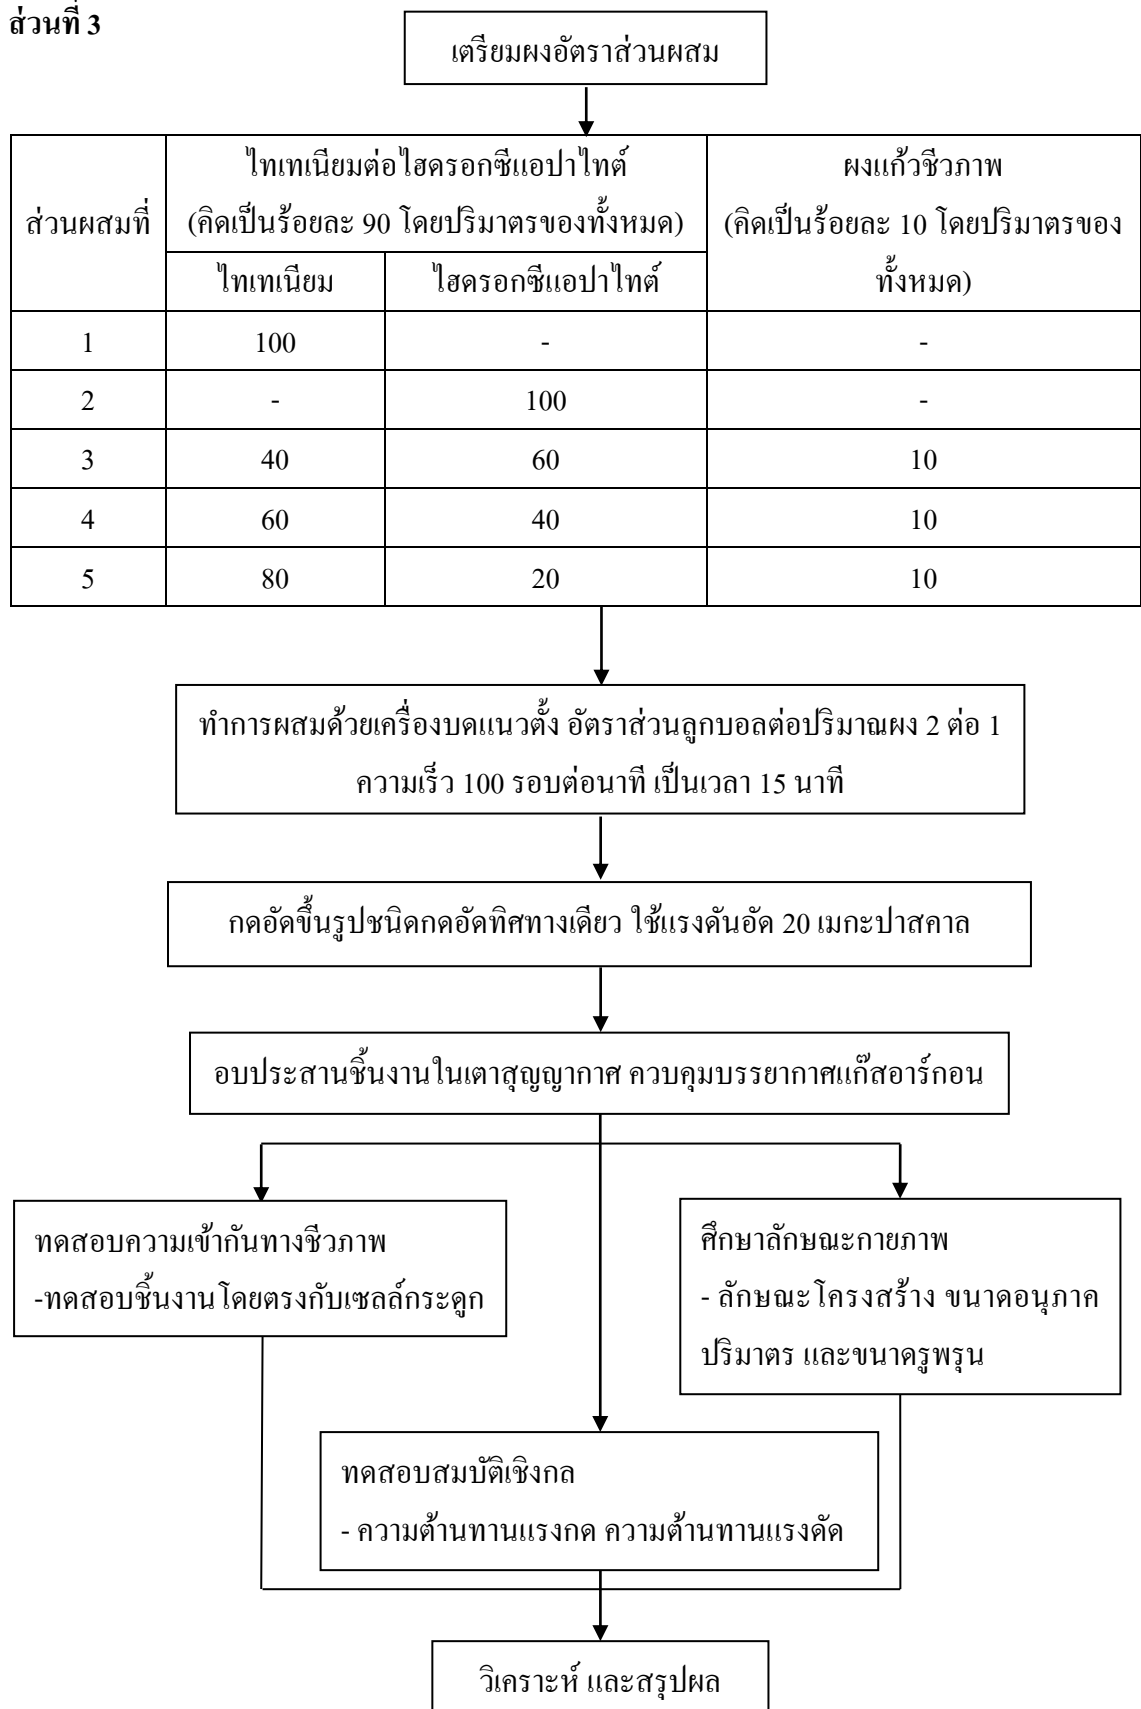 ส่วนที่ 3
เตรียมผงอัตราส่วนผสม
ส่วนผสมที่
ไทเทเนียมต่อไฮดรอกซีแอปาไทต์
(คิดเป็นร้อยละ 90 โดยปริมาตรของทั้งหมด)
ผงแก้วชีวภาพ
(คิดเป็นร้อยละ 10 โดยปริมาตรของ
ทั้งหมด)
ไทเทเนียม ไฮดรอกซีแอปาไทต์
1 100 - -
2 - 100 -
3 40 60 10
4 60 40 10
5 80 20 10
ทำการผสมด้วยเครื่องบดแนวตั้ง อัตราส่วนลูกบอลต่อปริมาณผง 2 ต่อ 1
ความเร็ว 100 รอบต่อนาที เป็นเวลา 15 นาที
กดอัดขึ้นรูปชนิดกดอัดทิศทางเดียว ใช้แรงดันอัด 20 เมกะปาสคาล
อบประสานชิ้นงานในเตาสุญญากาศ ควบคุมบรรยากาศแก๊สอาร์กอน
ทดสอบความเข้ากันทางชีวภาพ
-ทดสอบชิ้นงานโดยตรงกับเซลล์กระดูก
ศึกษาลักษณะกายภาพ
- ลักษณะโครงสร้าง ขนาดอนุภาค
ปริมาตร และขนาดรูพรุน
ทดสอบสมบัติเชิงกล
- ความต้านทานแรงกด ความต้านทานแรงดัด
วิเคราะห์ และสรุปผล